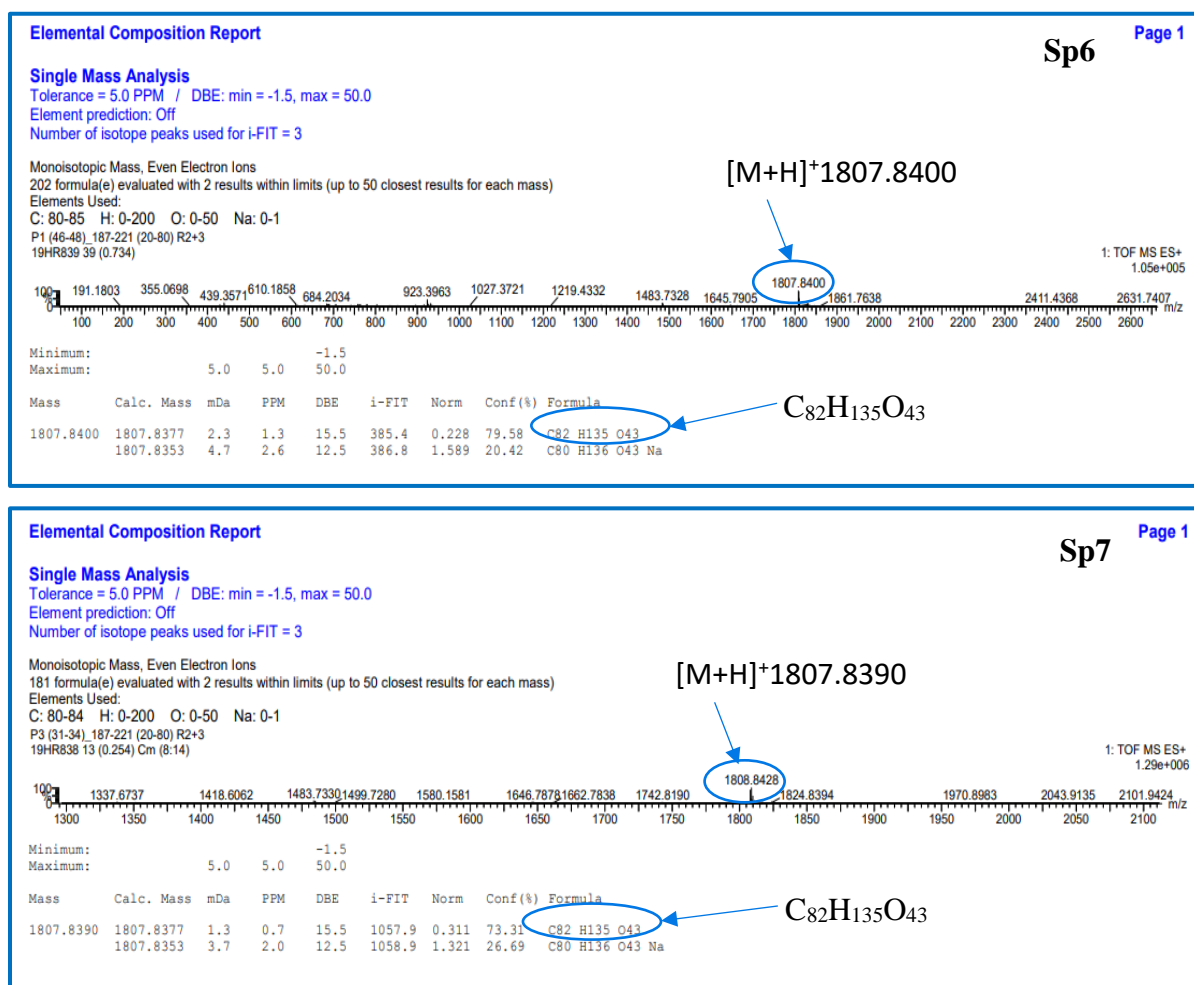 Elemental Composition Report Page 1
Sp6
Single Mass Analysis
Tolerance = 5.0 PPM / DBE: min = -1.5, max = 50.0
Element prediction: Off
Number of isotope peaks used for i-FIT = 3
Monoisotopic Mass, Even Electron Ions
[M+H]⁺1807.8400
202 formula(e) evaluated with 2 results within limits (up to 50 closest results for each mass)
Elements Used:
C: 80-85 H: 0-200 O: 0-50 Na: 0-1
P1 (46-48)_187-221 (20-80) R2+3
19HR839 39 (0.734)
1: TOF MS ES+
1.05e+005
100
%
0
191.1803 355.0698 439.3571 610.1858 684.2034 923.3963 1027.3721 1219.4332 1483.7328 1645.7905 1807.8400 1861.7638 2411.4368 2631.7407
m/z
100 200 300 400 500 600 700 800 900 1000 1100 1200 1300 1400 1500 1600 1700 1800 1900 2000 2100 2200 2300 2400 2500 2600
Minimum: -1.5
Maximum: 5.0 5.0 50.0
Mass Calc. Mass mDa PPM DBE i-FIT Norm Conf(%) Formula
C₈₂H₁₃₅O₄₃
1807.8400 1807.8377 2.3 1.3 15.5 385.4 0.228 79.58 C82 H135 O43
1807.8353 4.7 2.6 12.5 386.8 1.589 20.42 C80 H136 O43 Na
Elemental Composition Report Page 1
Sp7
Single Mass Analysis
Tolerance = 5.0 PPM / DBE: min = -1.5, max = 50.0
Element prediction: Off
Number of isotope peaks used for i-FIT = 3
Monoisotopic Mass, Even Electron Ions
[M+H]⁺1807.8390
181 formula(e) evaluated with 2 results within limits (up to 50 closest results for each mass)
Elements Used:
C: 80-84 H: 0-200 O: 0-50 Na: 0-1
P3 (31-34)_187-221 (20-80) R2+3
19HR838 13 (0.254) Cm (8:14)
1: TOF MS ES+
1.29e+006
100
%
0
1337.6737 1418.6062 1483.7330 1499.7280 1580.1581 1646.7878 1662.7838 1742.8190 1808.8428 1824.8394 1970.8983 2043.9135 2101.9424
m/z
1300 1350 1400 1450 1500 1550 1600 1650 1700 1750 1800 1850 1900 1950 2000 2050 2100
Minimum: -1.5
Maximum: 5.0 5.0 50.0
Mass Calc. Mass mDa PPM DBE i-FIT Norm Conf(%) Formula
C₈₂H₁₃₅O₄₃
1807.8390 1807.8377 1.3 0.7 15.5 1057.9 0.311 73.31 C82 H135 O43
1807.8353 3.7 2.0 12.5 1058.9 1.321 26.69 C80 H136 O43 Na